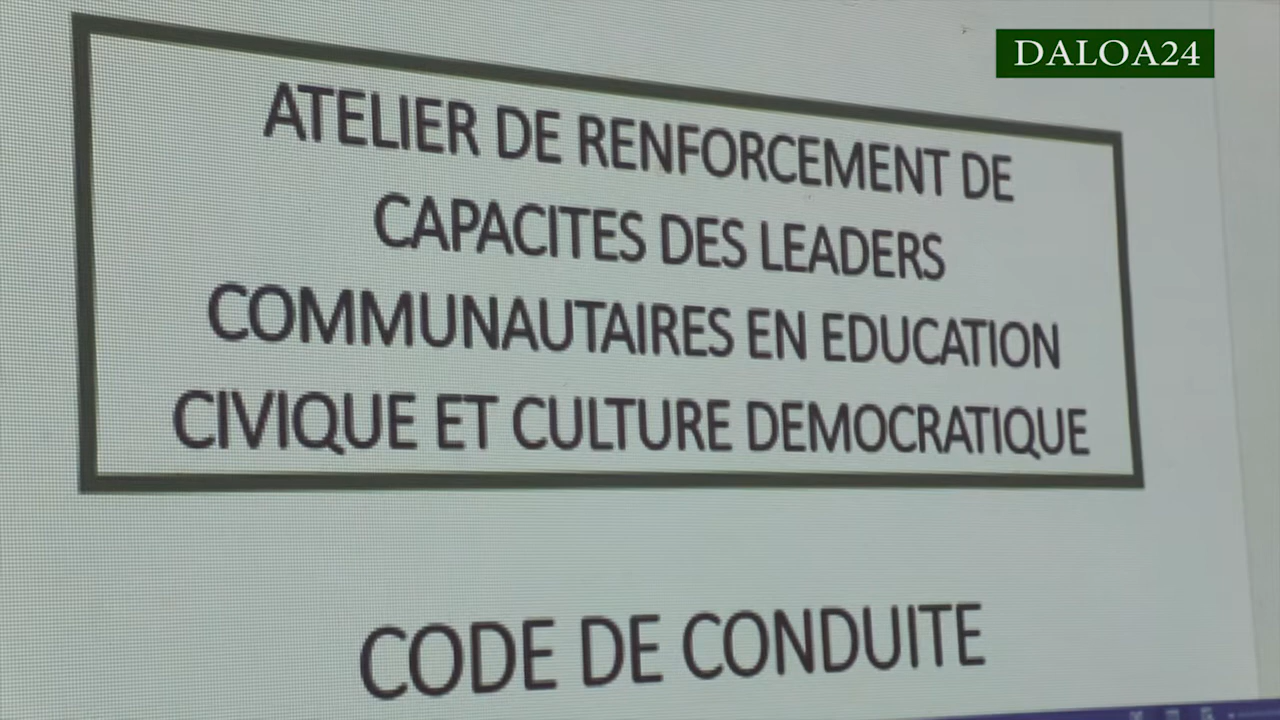 DALOA24
ATELIER DE RENFORCEMENT DE
CAPACITES DES LEADERS
COMMUNAUTAIRES EN EDUCATION
CIVIQUE ET CULTURE DEMOCRATIQUE
CODE DE CONDUITE